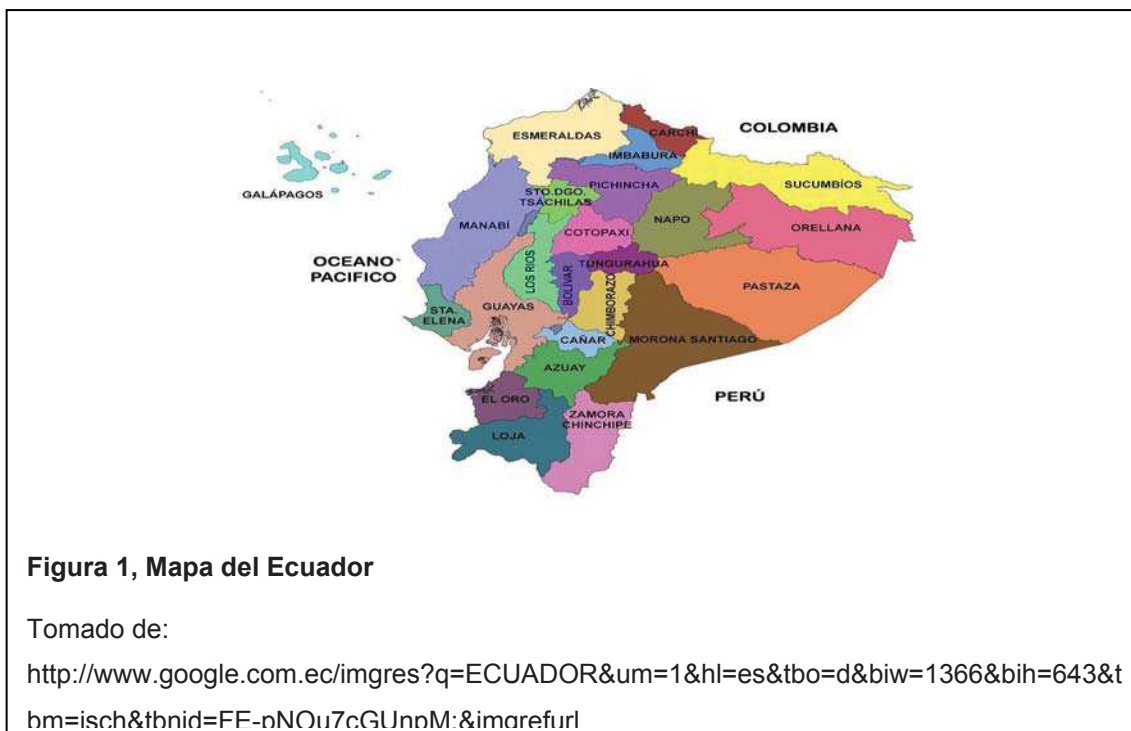 ESMERALDAS
CARCHI
COLOMBIA
IMBABURA
GALÁPAGOS
PICHINCHA
SUCUMBÍOS
STO.DGO.
TSÁCHILAS
MANABÍ
NAPO
ORELLANA
COTOPAXI
OCEANO
PACIFICO
LOS RIOS
BOLÍVAR
TUNGURAHUA
CHIMBORAZO
PASTAZA
STA.
ELENA
GUAYAS
CAÑAR
MORONA SANTIAGO
AZUAY
PERÚ
EL ORO
ZAMORA
CHINCHIPE
LOJA
Figura 1, Mapa del Ecuador
Tomado de:
http://www.google.com.ec/imgres?q=ECUADOR&um=1&hl=es&tbo=d&biw=1366&bih=643&t
bm=isch&tbnid=FE-pNQu7cGUnpM:&imgrefurl